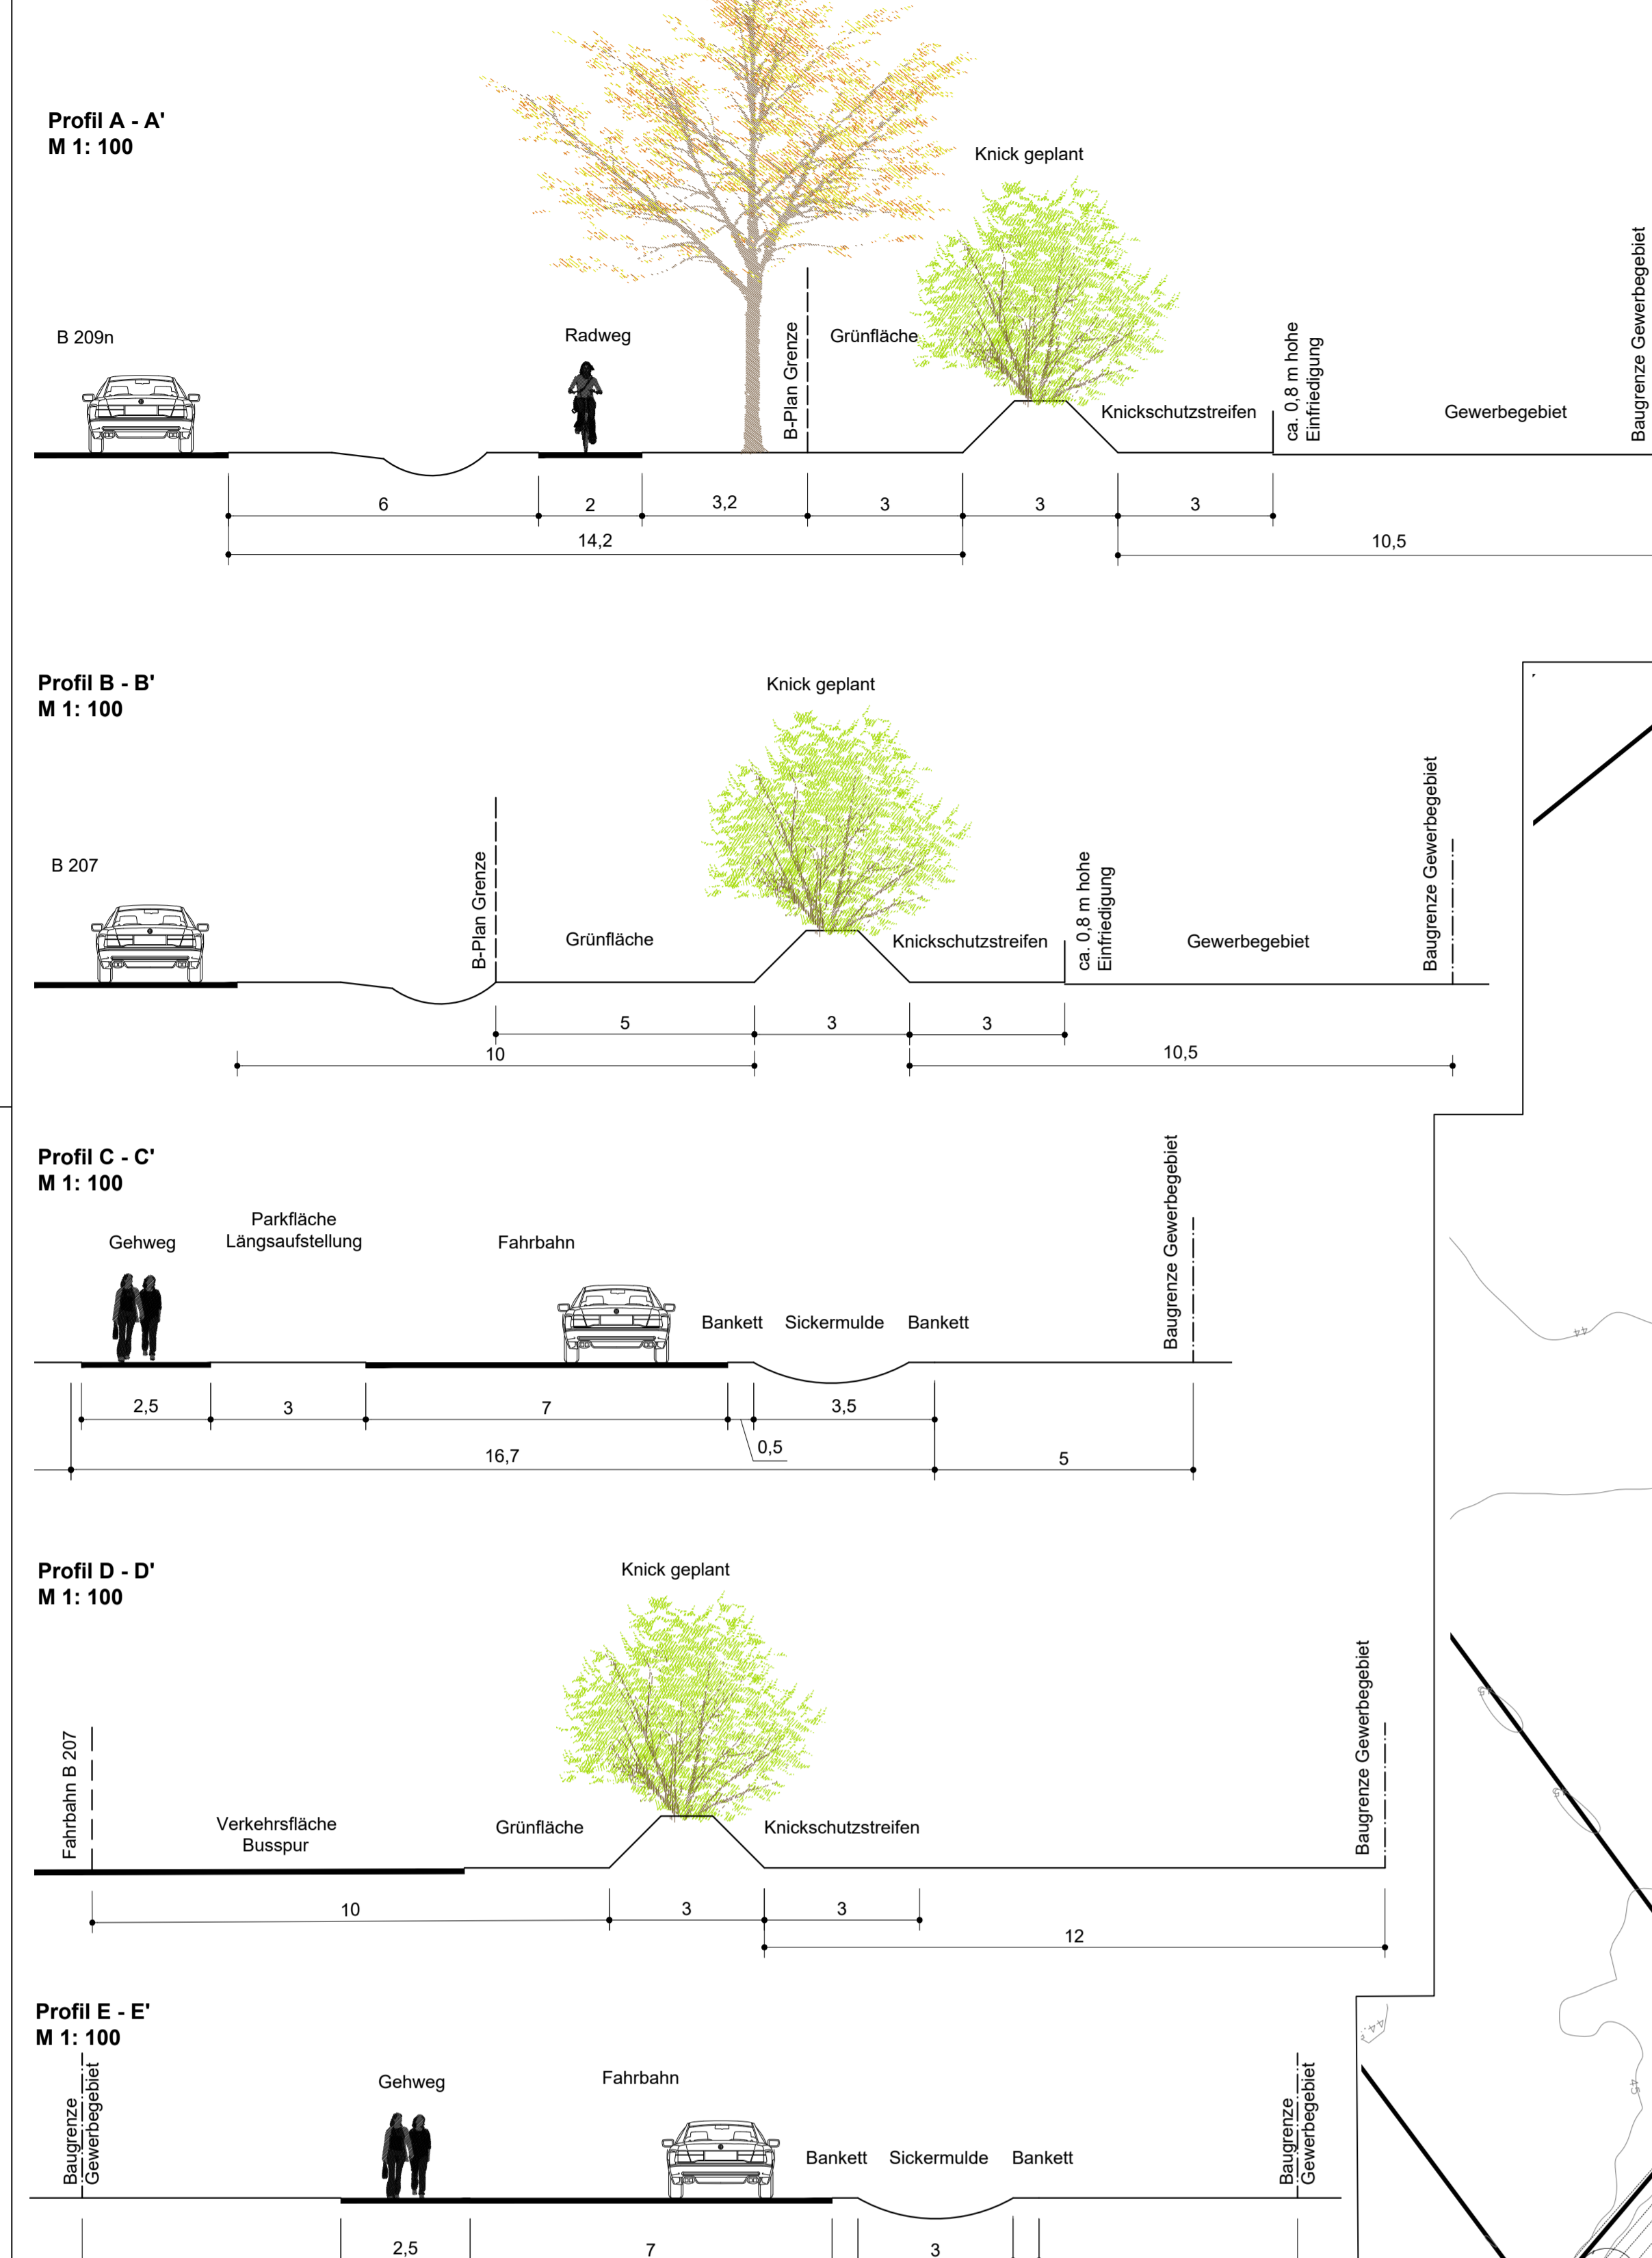 Profil A - A'
M 1: 100
Knick geplant
B 209n
Radweg
B-Plan Grenze
Grünfläche
Knickschutzstreifen
ca. 0,8 m hohe
Einfriedigung
Gewerbegebiet
Baugrenze Gewerbegebiet
6
2
3,2
3
3
3
14,2
10,5
Profil B - B'
M 1: 100
Knick geplant
B 207
B-Plan Grenze
Grünfläche
Knickschutzstreifen
ca. 0,8 m hohe
Einfriedigung
Gewerbegebiet
Baugrenze Gewerbegebiet
5
3
3
10
10,5
Profil C - C'
M 1: 100
Gehweg
Parkfläche
Längsaufstellung
Fahrbahn
Bankett
Sickermulde
Bankett
Baugrenze Gewerbegebiet
2,5
3
7
3,5
0,5
16,7
5
44
Profil D - D'
M 1: 100
Knick geplant
Fahrbahn B 207
Verkehrsfläche
Busspur
Grünfläche
Knickschutzstreifen
Baugrenze Gewerbegebiet
10
3
3
12
Profil E - E'
M 1: 100
Baugrenze
Gewerbegebiet
Gehweg
Fahrbahn
Bankett
Sickermulde
Bankett
Baugrenze
Gewerbegebiet
2,5
7
3
45